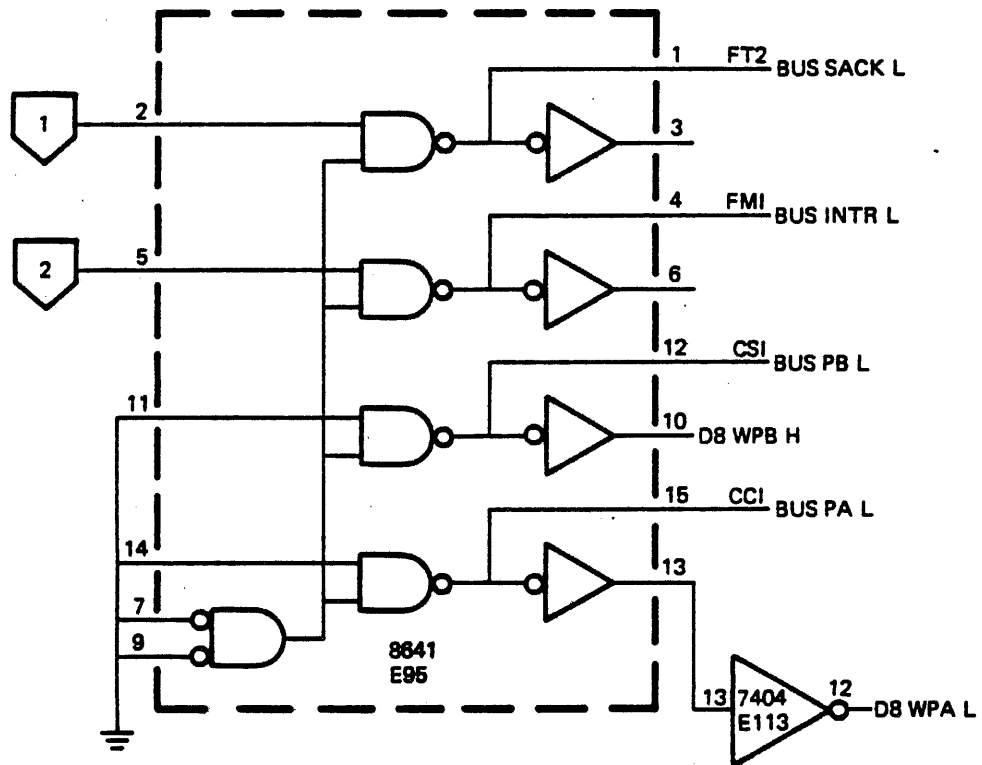 1 FT2 BUS SACK L
1 2
3
4 FMI BUS INTR L
2 5
6
12 CSI BUS PB L
11
10 D8 WPB H
15 CCI BUS PA L
14
13
7
9
8641
E95
13 7404 12 D8 WPA L
E113